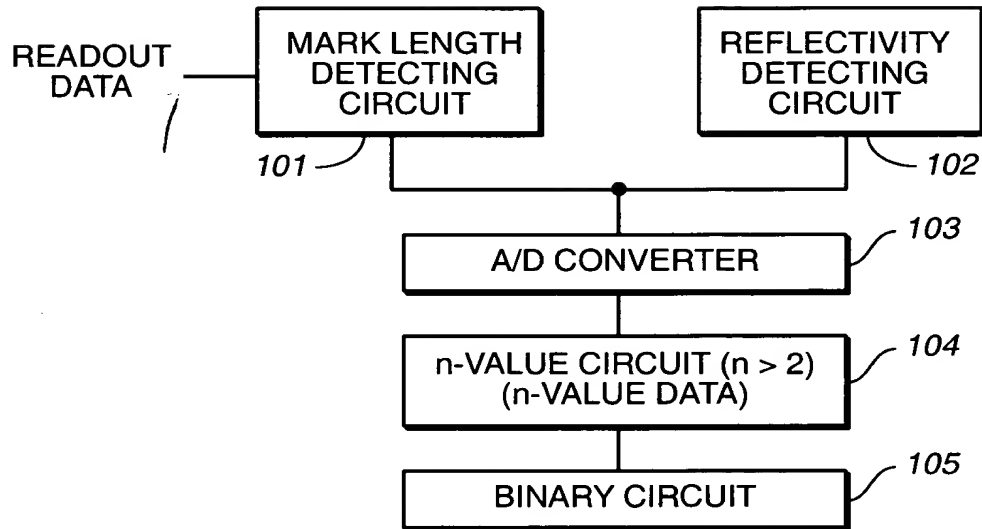 READOUT
DATA
MARK LENGTH
DETECTING
CIRCUIT
REFLECTIVITY
DETECTING
CIRCUIT
101
102
A/D CONVERTER
103
n-VALUE CIRCUIT (n > 2)
(n-VALUE DATA)
104
BINARY CIRCUIT
105